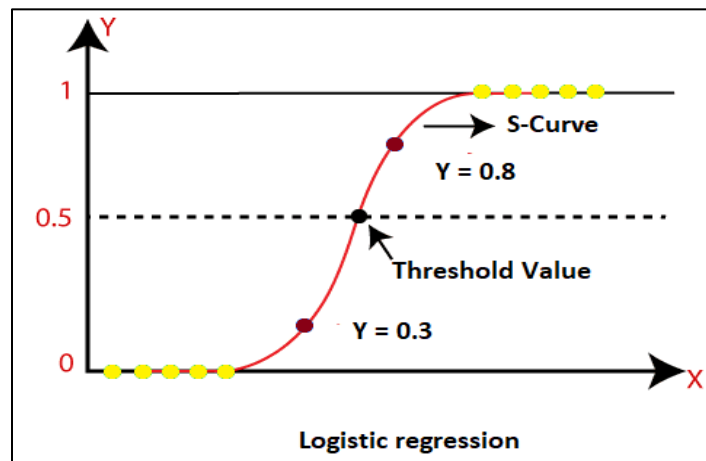 Y
1
S-Curve
Y = 0.8
0.5
Threshold Value
Y = 0.3
0
X
Logistic regression